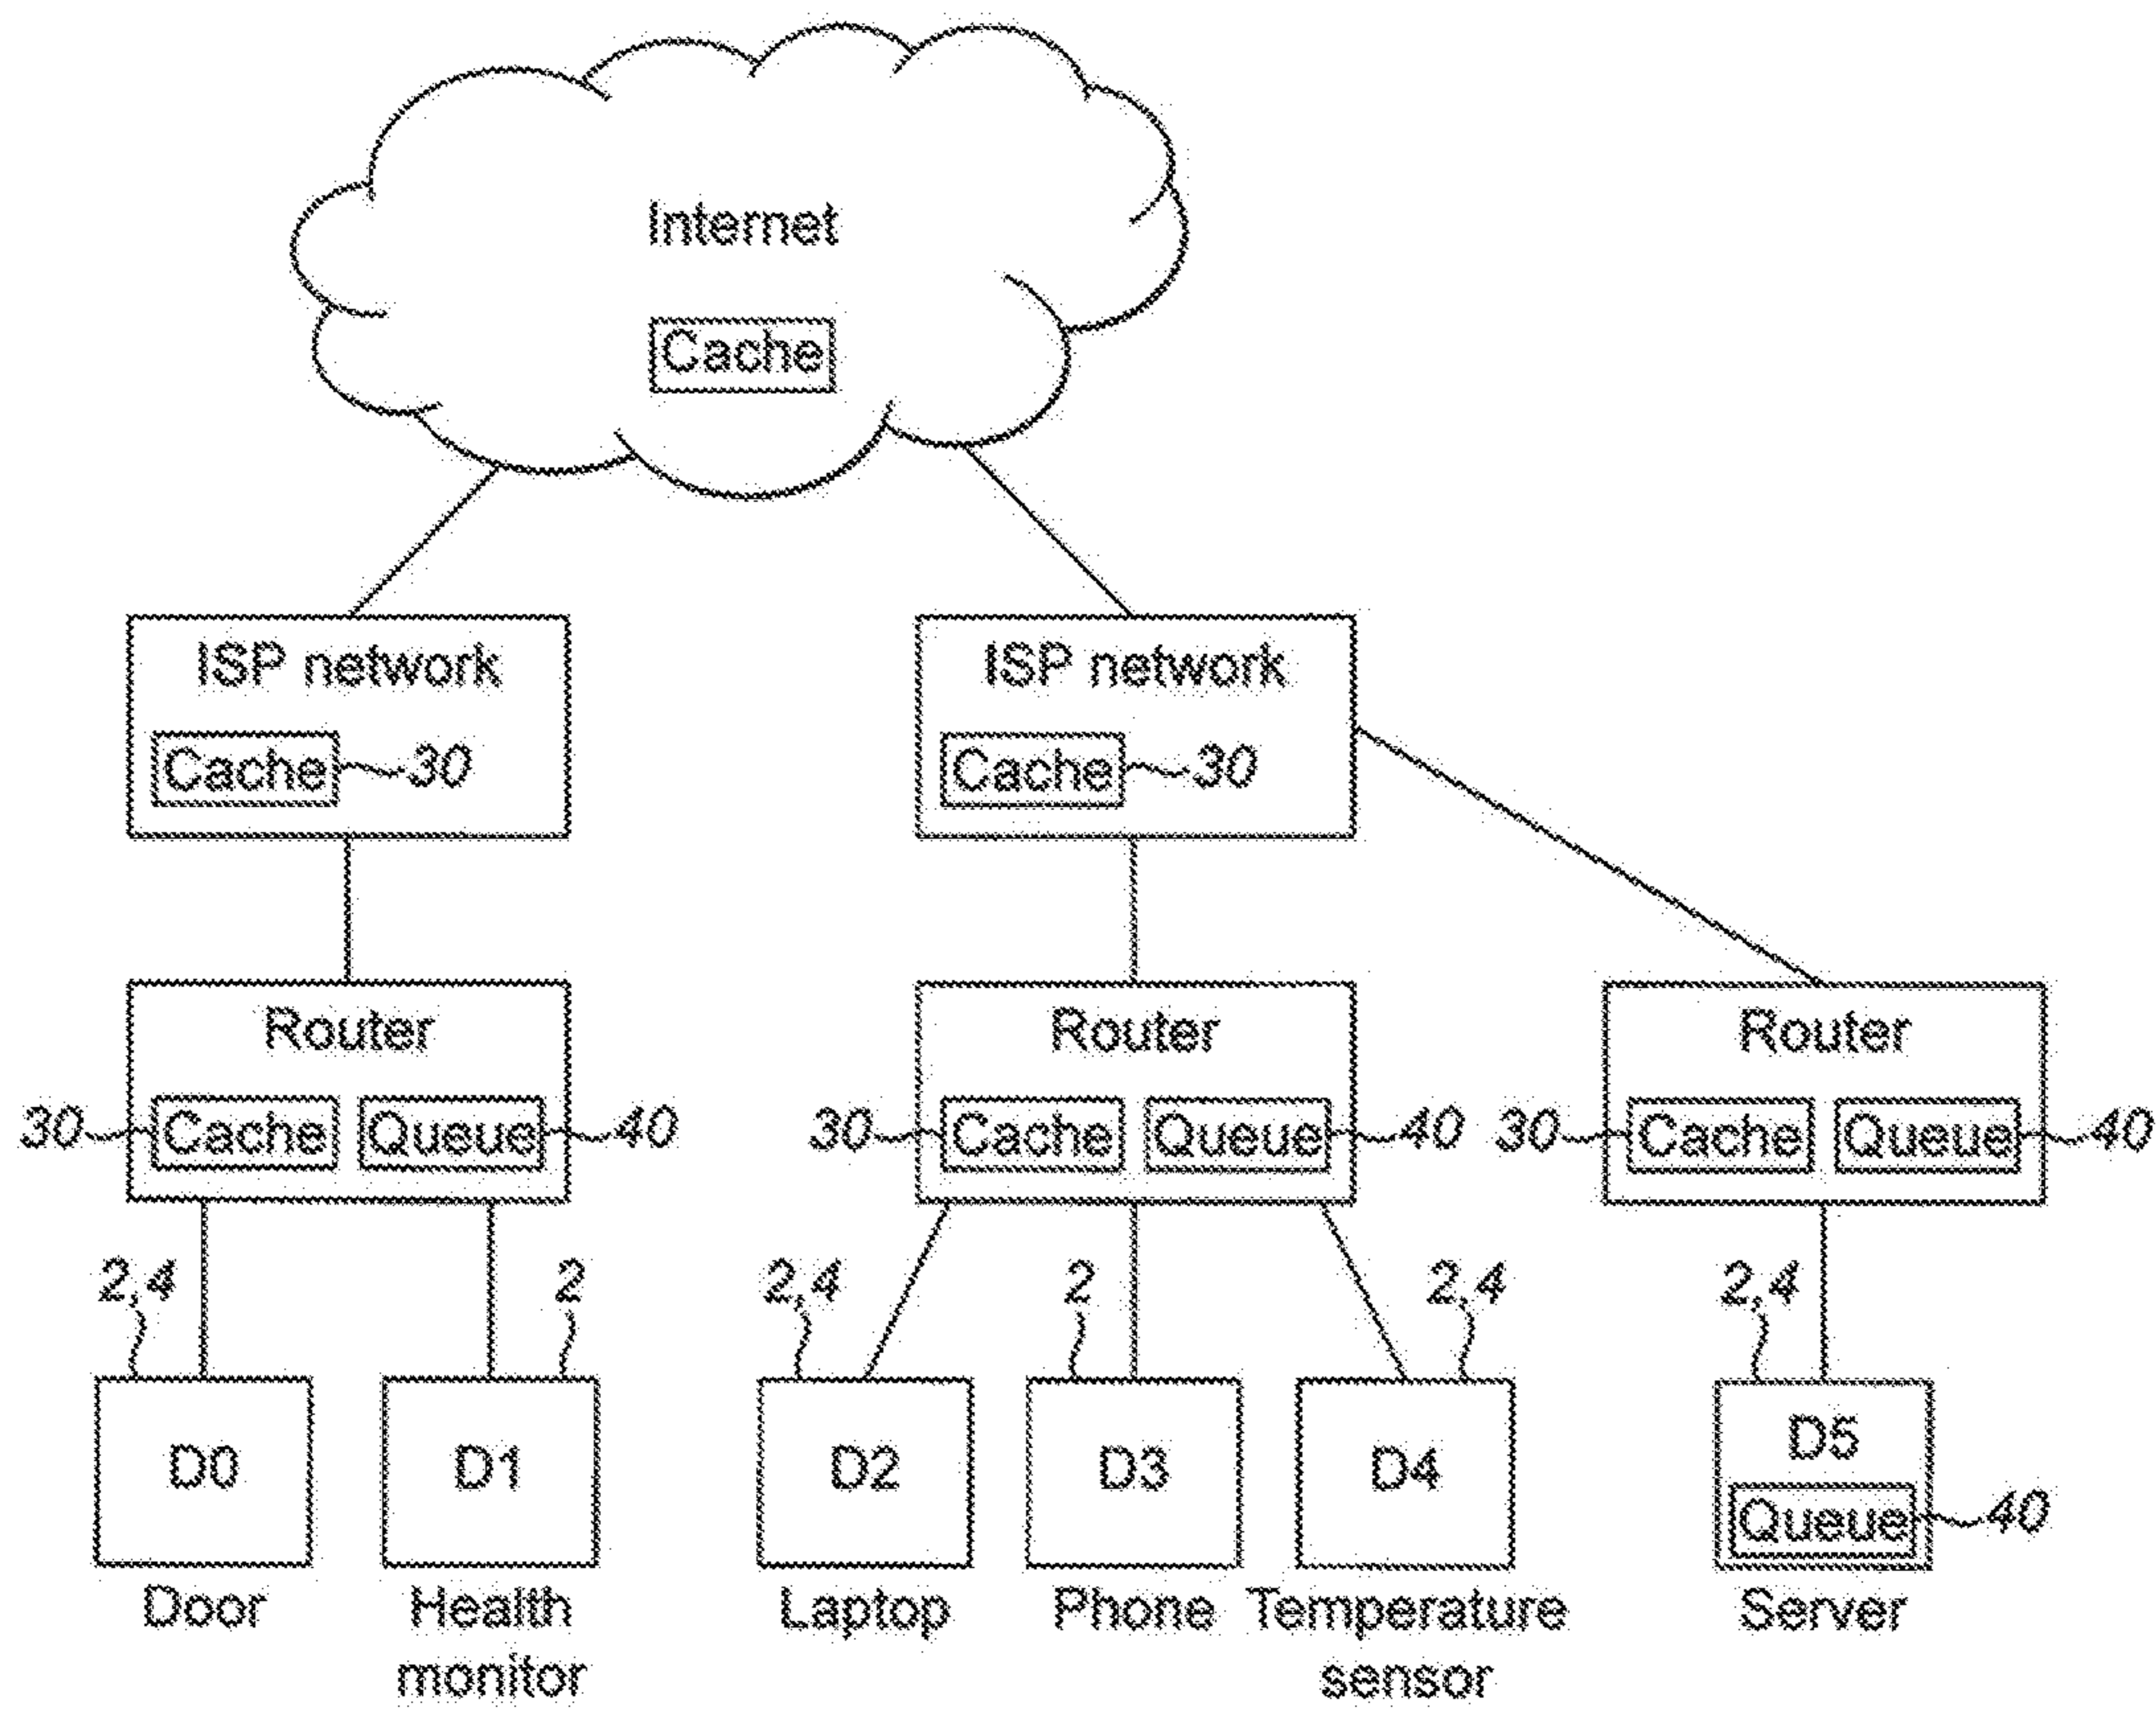 Internet
Cache
ISP network
Cache 30
ISP network
Cache 30
Router
30 Cache Queue 40
Router
30 Cache Queue 40
Router
30 Cache Queue 40
2,4
2
2,4
2
2,4
2,4
D0
D1
D2
D3
D4
D5
Queue 40
Door
Health
monitor
Laptop
Phone
Temperature
sensor
Server